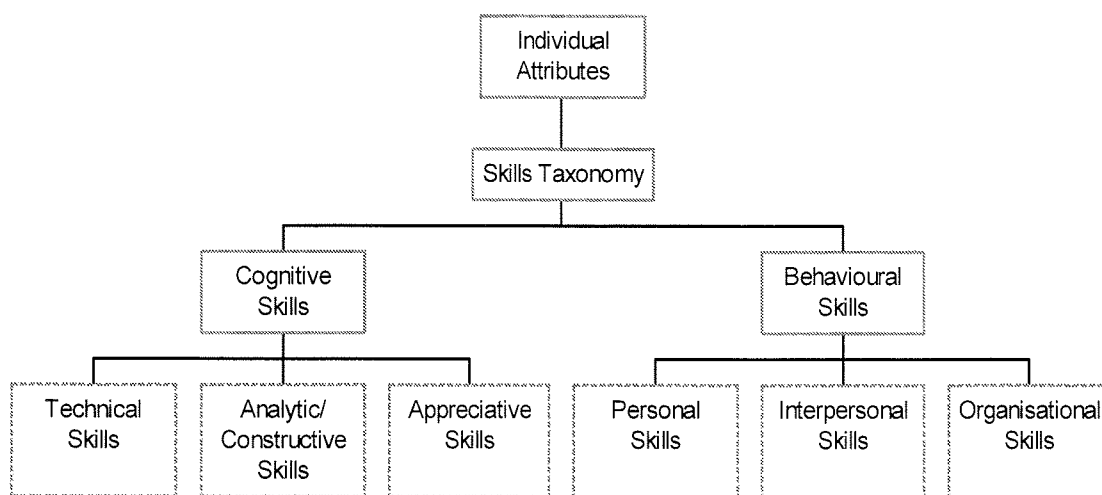 Individual
Attributes
Skills Taxonomy
Cognitive
Skills
Behavioural
Skills
Technical
Skills
Analytic/
Constructive
Skills
Appreciative
Skills
Personal
Skills
Interpersonal
Skills
Organisational
Skills